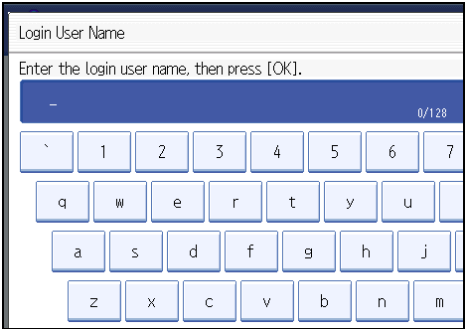 Login User Name
Enter the login user name, then press [OK].
_
0/128
` 1 2 3 4 5 6 7
q w e r t y u
a s d f g h j
z x c v b n m